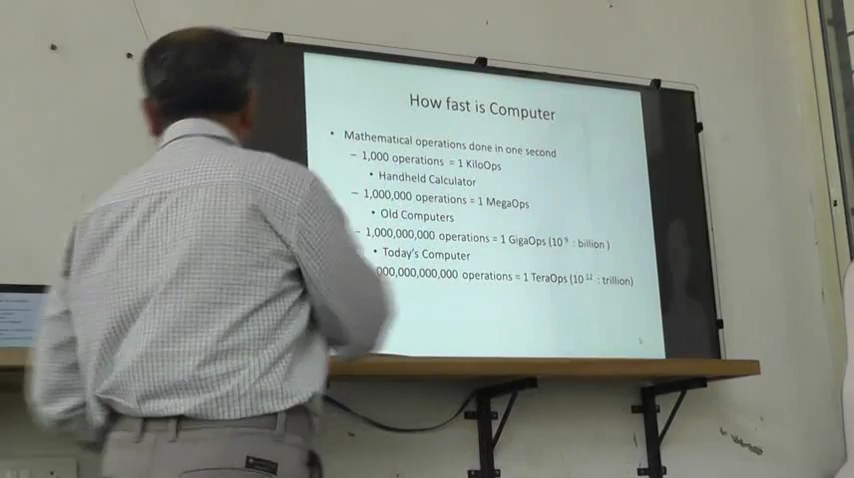 How fast is Computer
• Mathematical operations done in one second
– 1,000 operations = 1 KiloOps
• Handheld Calculator
– 1,000,000 operations = 1 MegaOps
• Old Computers
– 1,000,000,000 operations = 1 GigaOps (10⁹ : billion )
• Today's Computer
000,000,000,000 operations = 1 TeraOps (10¹² : trillion)